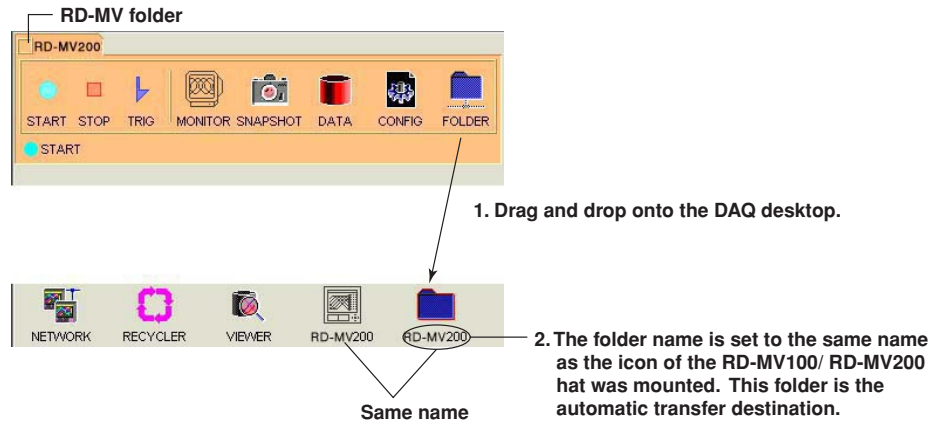 RD-MV folder
RD-MV200
START STOP TRIG MONITOR SNAPSHOT DATA CONFIG FOLDER
START
1. Drag and drop onto the DAQ desktop.
NETWORK RECYCLER VIEWER RD-MV200 RD-MV200
2. The folder name is set to the same name
as the icon of the RD-MV100/ RD-MV200
hat was mounted. This folder is the
automatic transfer destination.
Same name